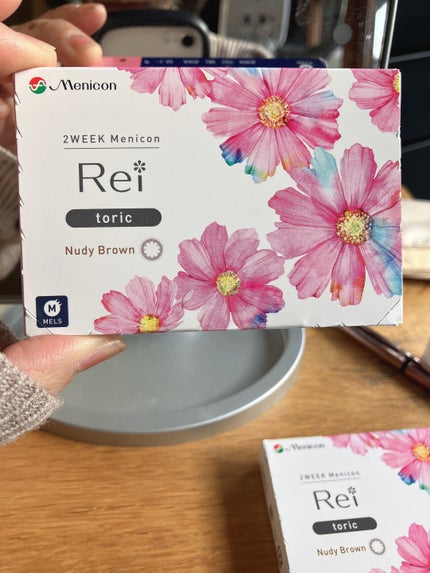 Menicon
2WEEK Menicon
Rei
toric
Nudy Brown
M
MELS
Menicon
2WEEK Menicon
Rei
toric
Nudy Brown